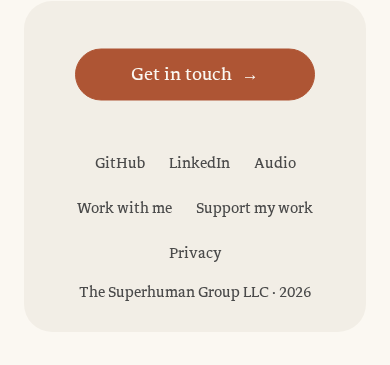 Get in touch →
GitHub LinkedIn Audio
Work with me Support my work
Privacy
The Superhuman Group LLC · 2026